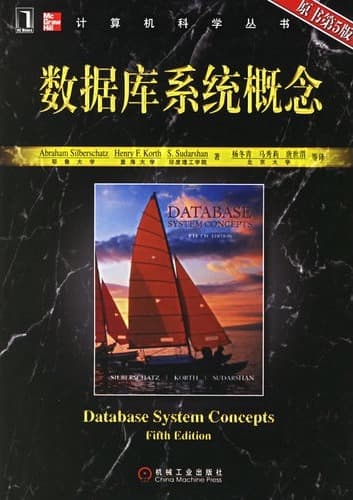 Mc
Graw
Hill
计算机科学丛书
原书第5版
数据库系统概念
Abraham Silberschatz Henry F. Korth S. Sudarshan 著 杨冬青 马秀莉 唐世渭 等译
耶鲁大学 里海大学 印度理工学院 北京大学
DATABASE
SYSTEM CONCEPTS
FIFTH EDITION
SILBERSCHATZ KORTH SUDARSHAN
Database System Concepts
Fifth Edition
机械工业出版社
China Machine Press